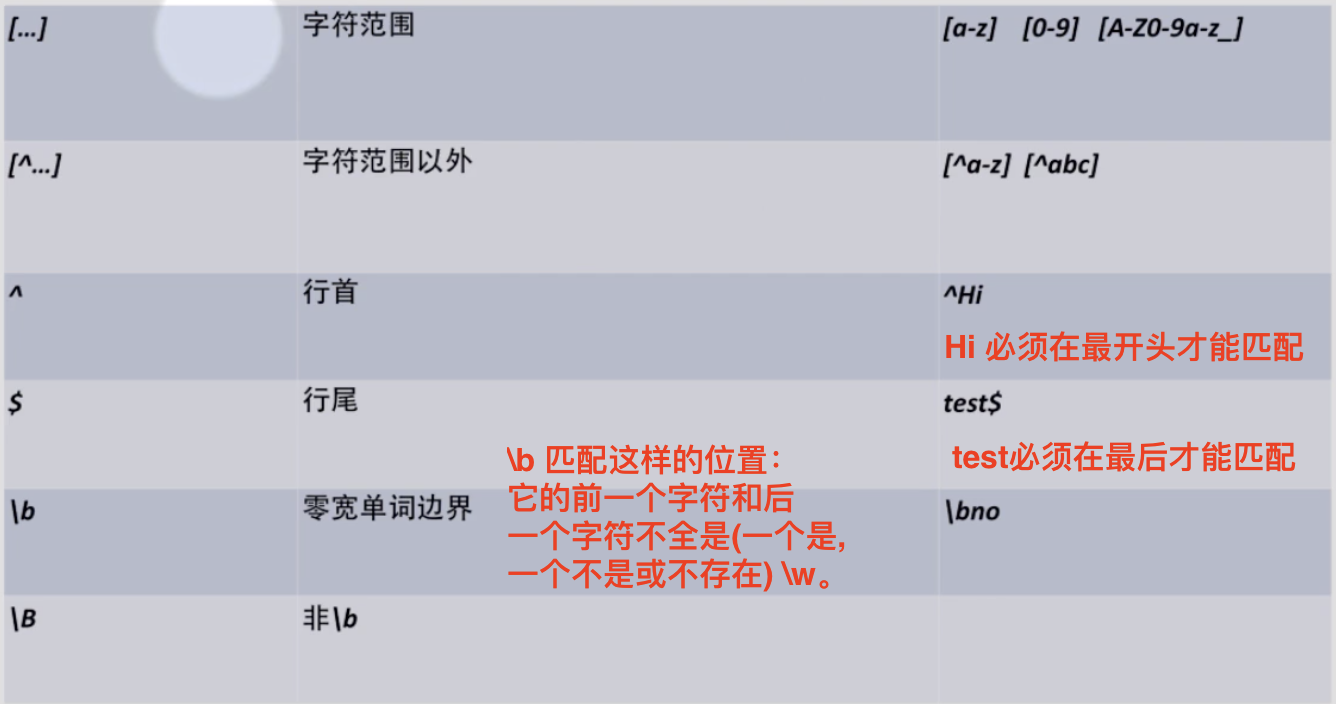 [...] 字符范围 [a-z] [0-9] [A-Z0-9a-z_]
[^...] 字符范围以外 [^a-z] [^abc]
^ 行首 ^Hi
Hi 必须在最开头才能匹配
$ 行尾 test$
test必须在最后才能匹配
\b 匹配这样的位置：
它的前一个字符和后
一个字符不全是(一个是,
一个不是或不存在) \w。
\b 零宽单词边界 \bno
\B 非\b